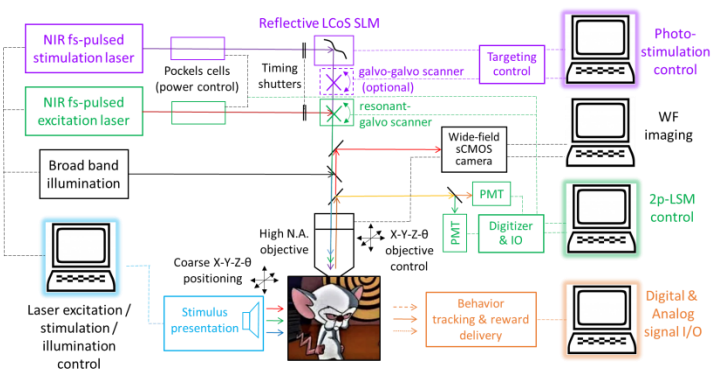 Reflective LCoS SLM
NIR fs-pulsed
stimulation laser
Pockels cells
(power control)
Timing
shutters
galvo-galvo scanner
(optional)
Targeting
control
Photo-
stimulation
control
NIR fs-pulsed
excitation laser
resonant-
galvo scanner
Wide-field
sCMOS
camera
WF
imaging
Broad band
illumination
PMT
PMT
Digitizer
& IO
2p-LSM
control
High N.A.
objective
X-Y-Z-θ
objective
control
Coarse X-Y-Z-θ
positioning
Laser excitation /
stimulation /
illumination
control
Stimulus
presentation
Behavior
tracking & reward
delivery
Digital &
Analog
signal I/O